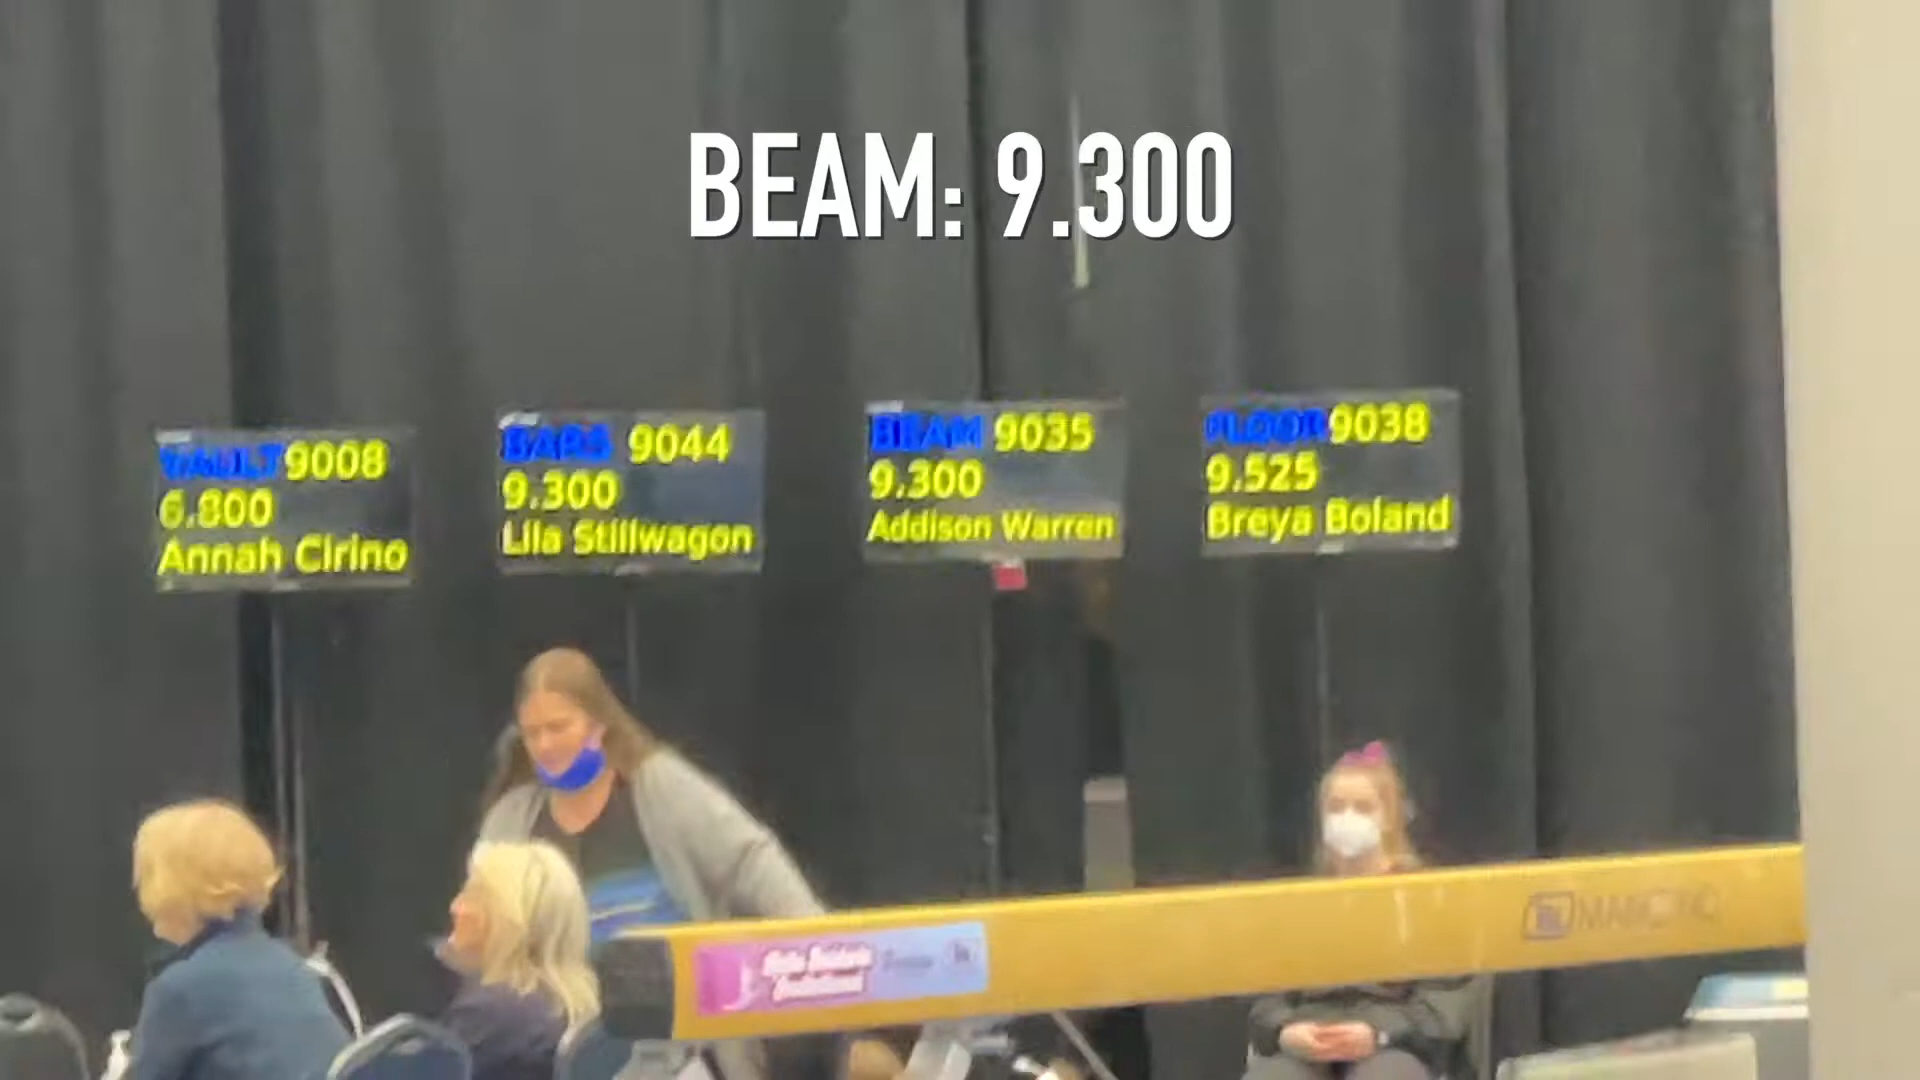 BEAM: 9.300
VAULT 9008
6.800
Annah Cirino
BARS 9044
9.300
Lila Stillwagon
BEAM 9035
9.300
Addison Warren
FLOOR 9038
9.525
Breya Boland
MANCINO